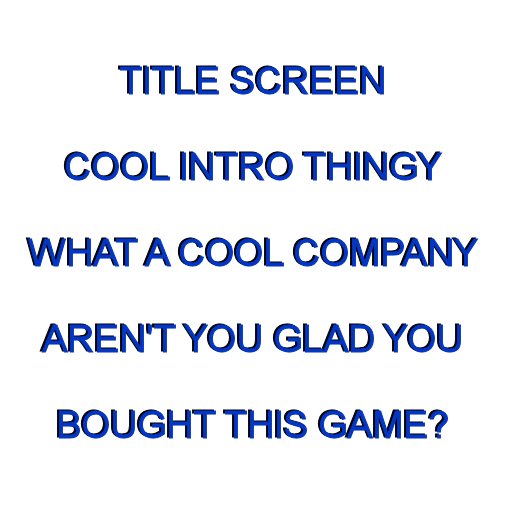 TITLE SCREEN
COOL INTRO THINGY
WHAT A COOL COMPANY
AREN'T YOU GLAD YOU
BOUGHT THIS GAME?